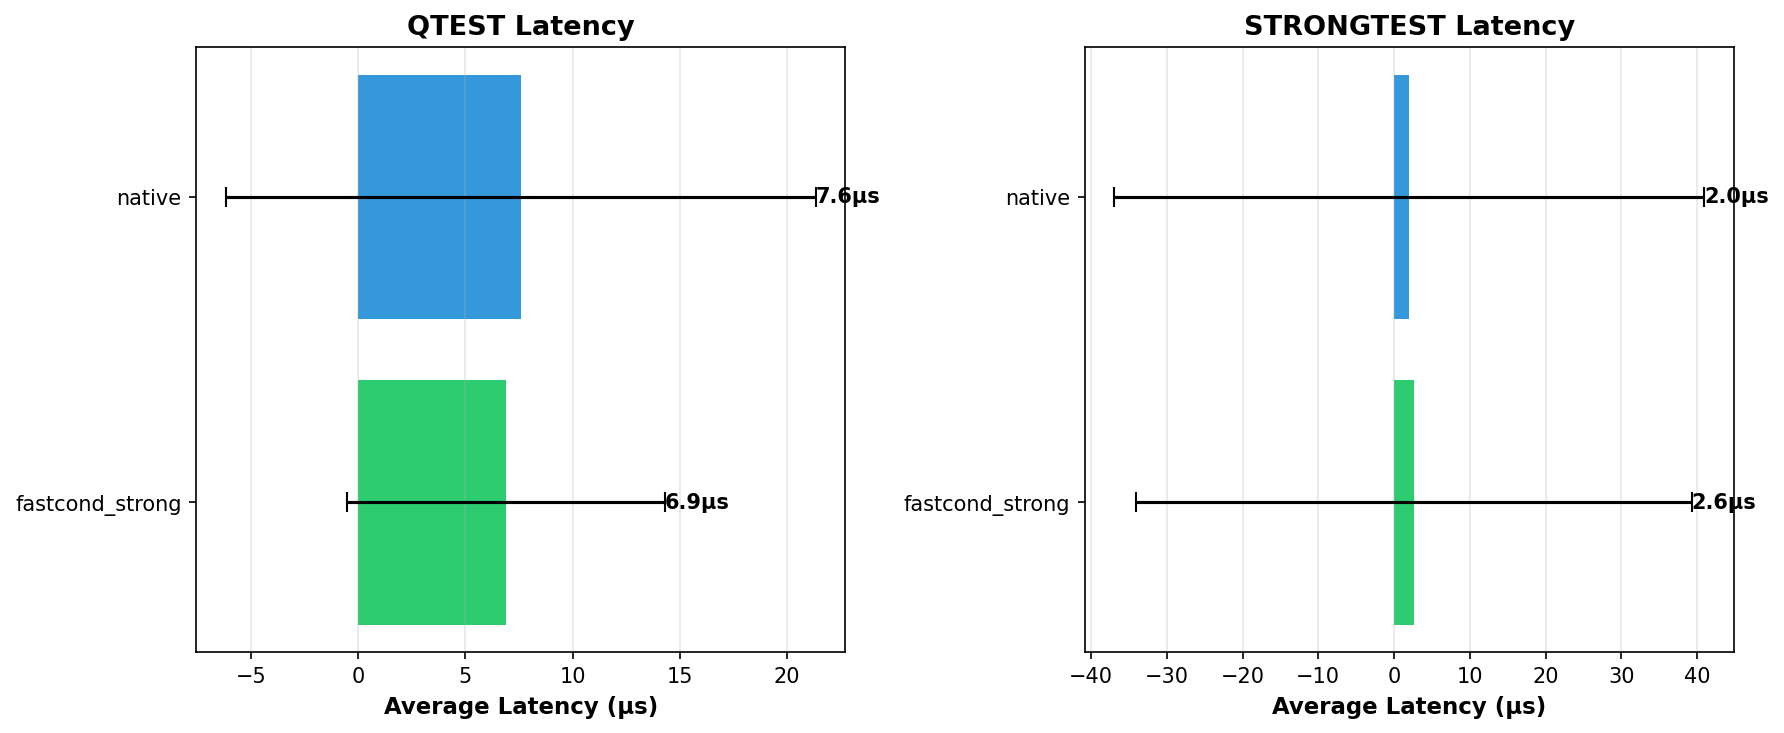 QTEST Latency
native
7.6μs
fastcond_strong
6.9μs
−5 0 5 10 15 20
Average Latency (μs)
STRONGTEST Latency
native
2.0μs
fastcond_strong
2.6μs
−40 −30 −20 −10 0 10 20 30 40
Average Latency (μs)